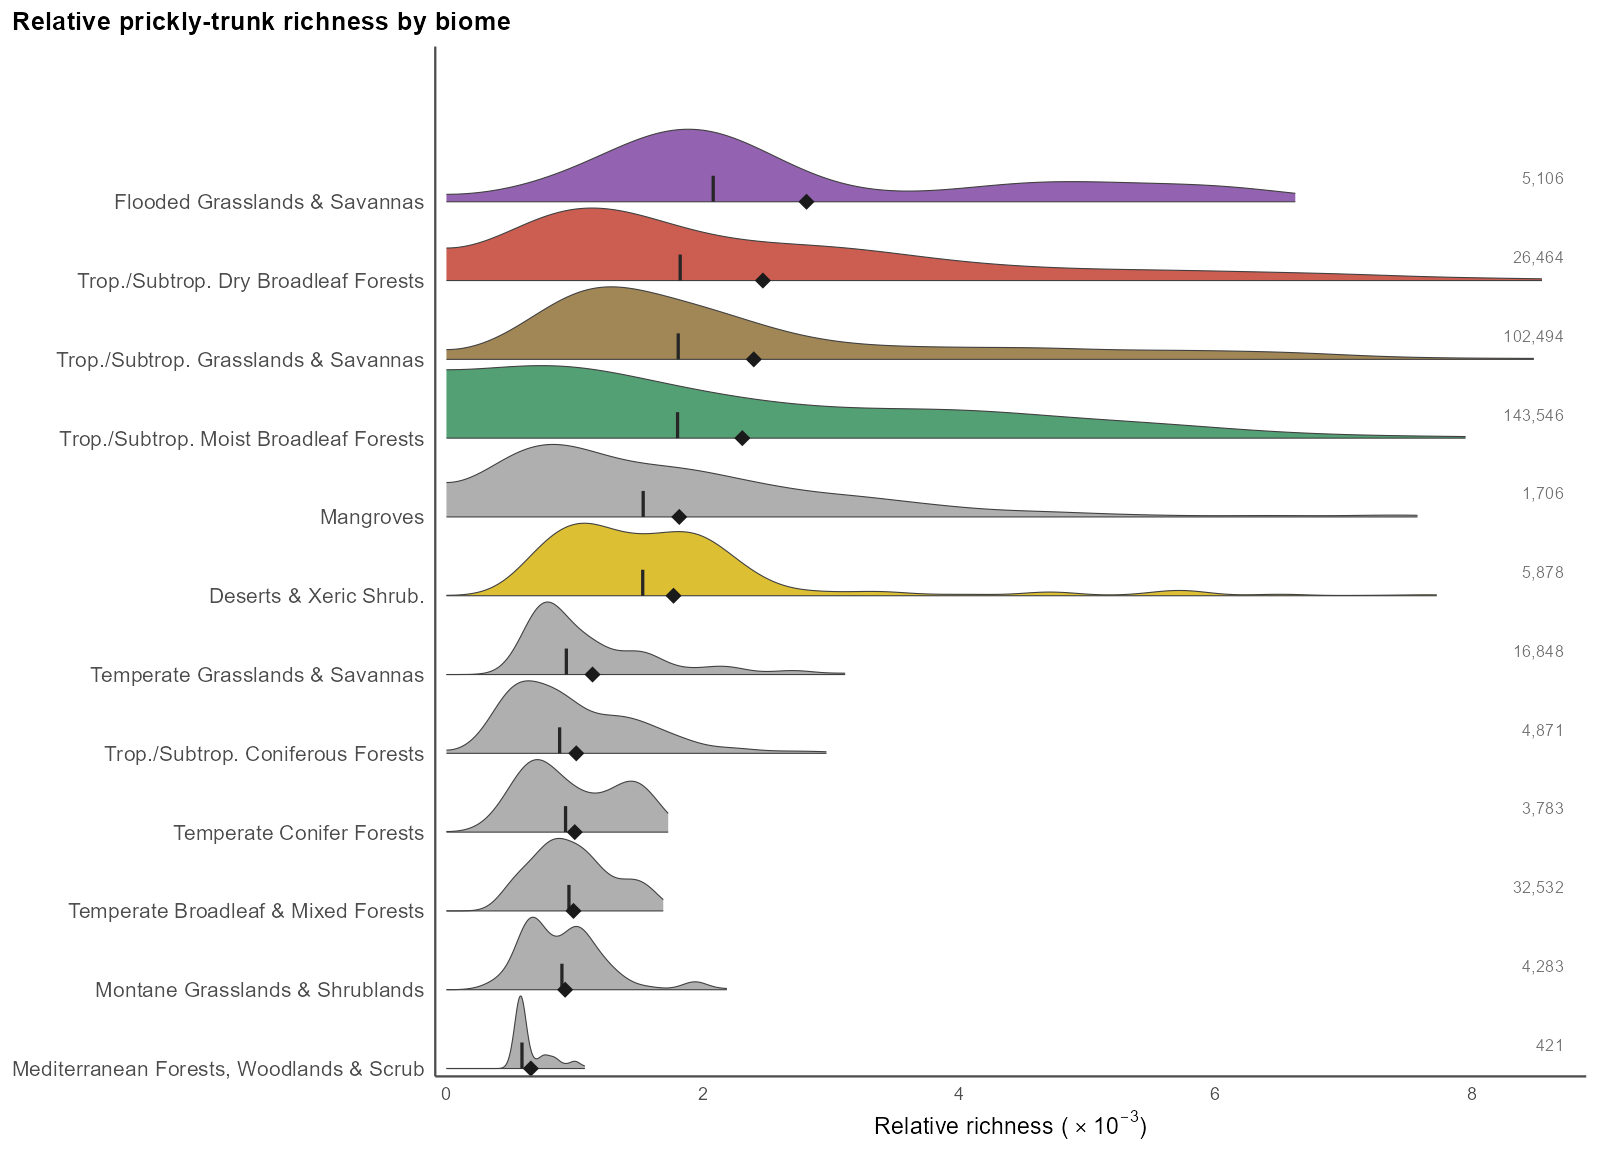 Relative prickly-trunk richness by biome
Flooded Grasslands & Savannas 5,106
Trop./Subtrop. Dry Broadleaf Forests 26,464
Trop./Subtrop. Grasslands & Savannas 102,494
Trop./Subtrop. Moist Broadleaf Forests 143,546
Mangroves 1,706
Deserts & Xeric Shrub. 5,878
Temperate Grasslands & Savannas 16,848
Trop./Subtrop. Coniferous Forests 4,871
Temperate Conifer Forests 3,783
Temperate Broadleaf & Mixed Forests 32,532
Montane Grasslands & Shrublands 4,283
Mediterranean Forests, Woodlands & Scrub 421
0 2 4 6 8
Relative richness ( × 10⁻³)